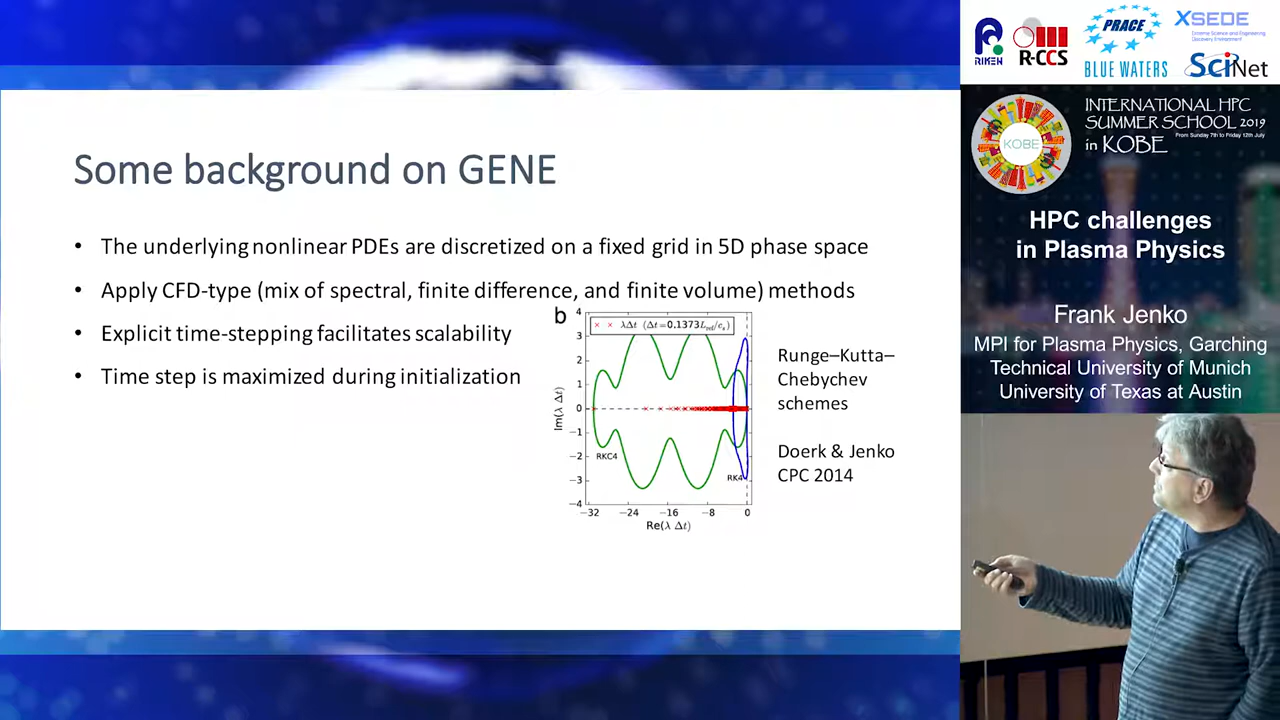 Some background on GENE
• The underlying nonlinear PDEs are discretized on a fixed grid in 5D phase space
• Apply CFD-type (mix of spectral, finite difference, and finite volume) methods
• Explicit time-stepping facilitates scalability
• Time step is maximized during initialization
b
× × λΔt (Δt=0.1373L_ref/c_s)
4
3
2
1
0
−1
−2
−3
−4
Im(λ Δt)
RKC4
RK4
−32 −24 −16 −8 0
Re(λ Δt)
Runge–Kutta–
Chebychev
schemes
Doerk & Jenko
CPC 2014
RIKEN
R-CCS
PRACE
BLUE WATERS
XSEDE
Extreme Science and Engineering
Discovery Environment
SciNet
KOBE
INTERNATIONAL HPC
SUMMER SCHOOL 2019
From Sunday 7th to Friday 12th July
in KOBE
HPC challenges
in Plasma Physics
Frank Jenko
MPI for Plasma Physics, Garching
Technical University of Munich
University of Texas at Austin